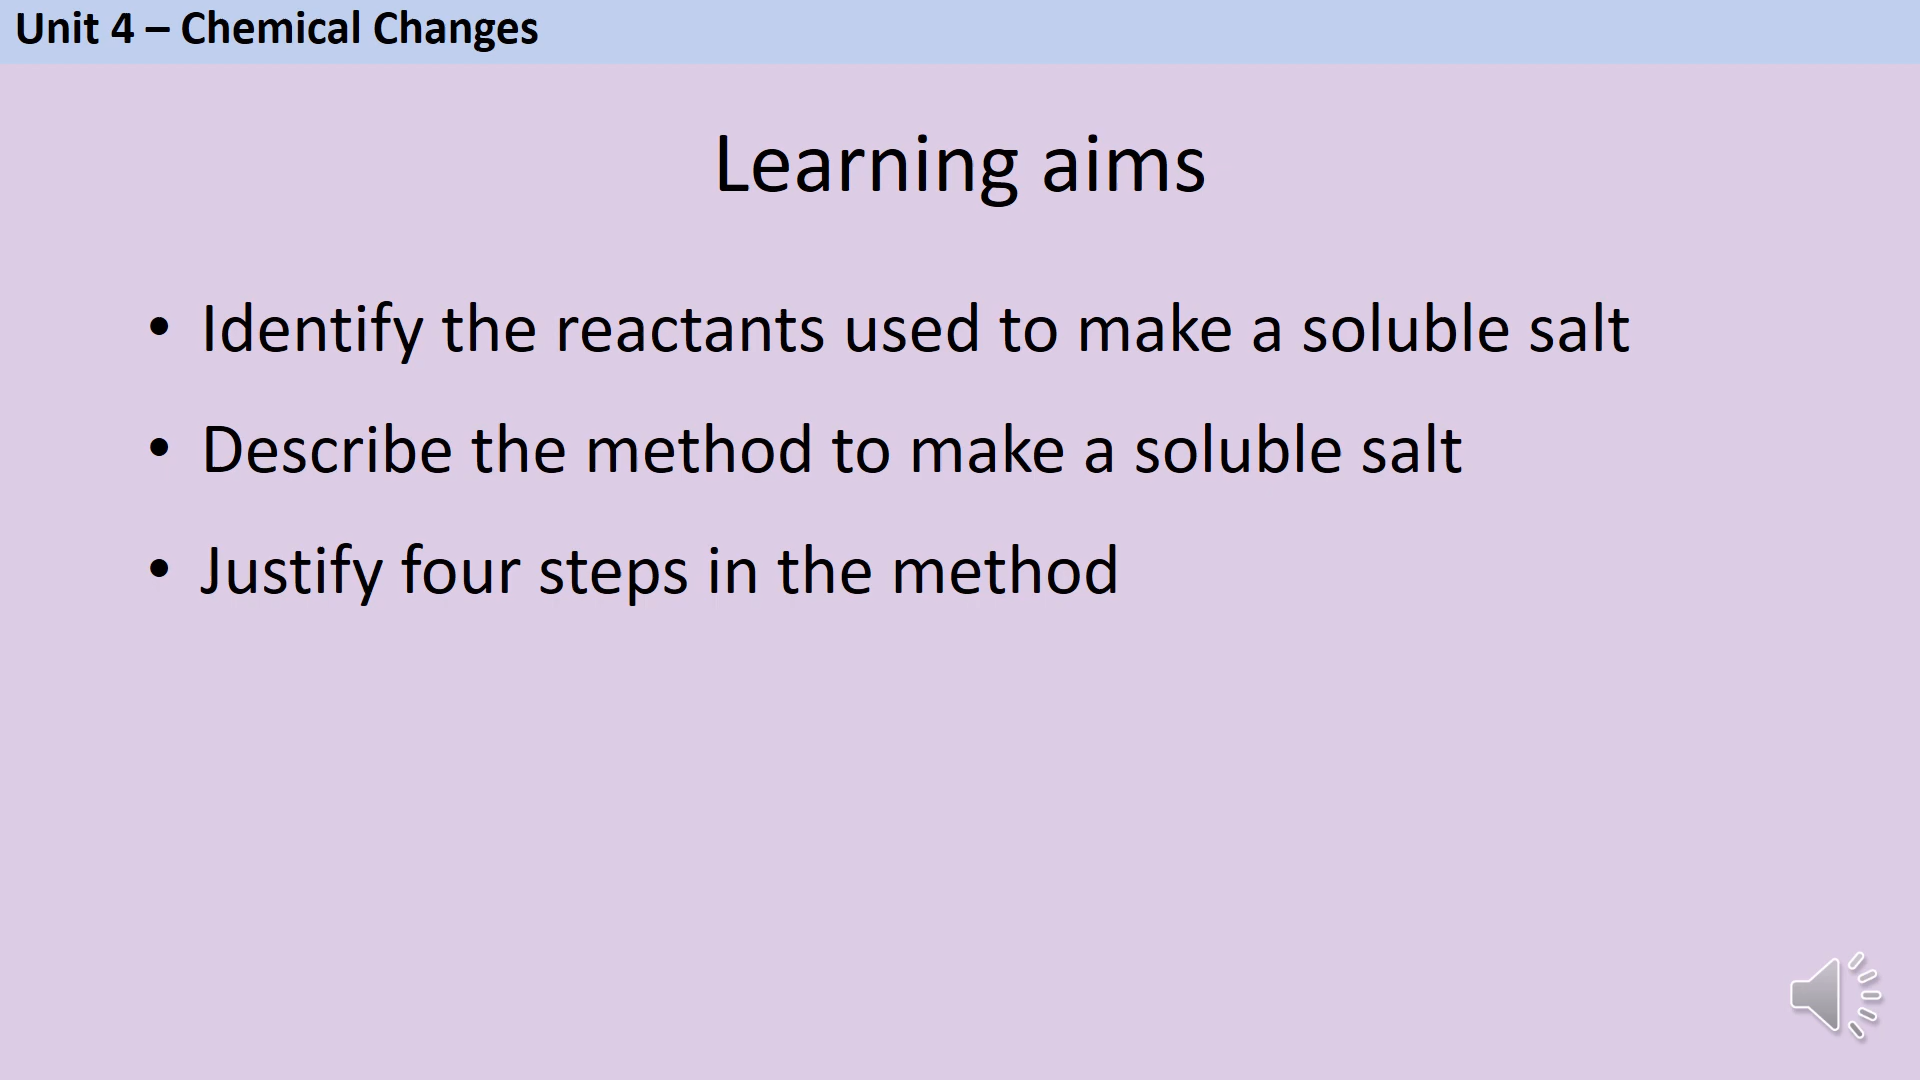 Unit 4 – Chemical Changes
Learning aims
• Identify the reactants used to make a soluble salt
• Describe the method to make a soluble salt
• Justify four steps in the method